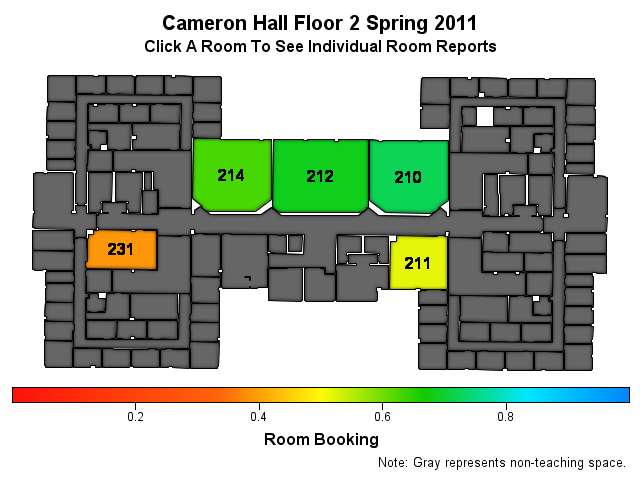 Cameron Hall Floor 2 Spring 2011
Click A Room To See Individual Room Reports
214
212
210
231
211
0.2
0.4
0.6
0.8
Room Booking
Note: Gray represents non-teaching space.